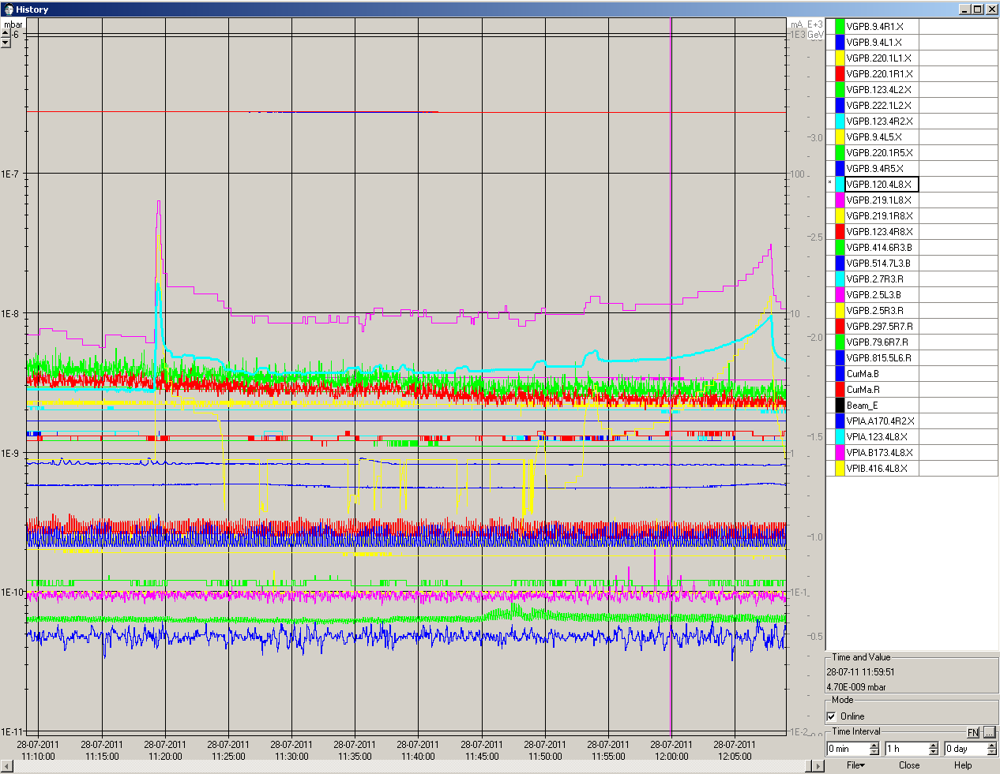 History
mbar
-6
1E-7
1E-8
1E-9
1E-10
1E-11
mA_E+3
1E3 GeV
3.0
100
2.5
10
2.0
1.5
1
1.0
1E-1
0.5
1E-2
28-07-2011 28-07-2011 28-07-2011 28-07-2011 28-07-2011 28-07-2011 28-07-2011 28-07-2011 28-07-2011 28-07-2011 28-07-2011 28-07-2011
11:10:00 11:15:00 11:20:00 11:25:00 11:30:00 11:35:00 11:40:00 11:45:00 11:50:00 11:55:00 12:00:00 12:05:00
VGPB.9.4R1.X
VGPB.9.4L1.X
VGPB.220.1L1.X
VGPB.220.1R1.X
VGPB.123.4L2.X
VGPB.222.1L2.X
VGPB.123.4R2.X
VGPB.9.4L5.X
VGPB.220.1R5.X
VGPB.9.4R5.X
* VGPB.120.4L8.X
VGPB.219.1L8.X
VGPB.219.1R8.X
VGPB.123.4R8.X
VGPB.414.6R3.B
VGPB.514.7L3.B
VGPB.2.7R3.R
VGPB.2.5L3.B
VGPB.2.5R3.R
VGPB.297.5R7.R
VGPB.79.6R7.R
VGPB.815.5L6.R
CurMa.B
CurMa.R
Beam_E
VPIA.A170.4R2.X
VPIA.123.4L8.X
VPIA.B173.4L8.X
VPIB.416.4L8.X
Time and Value
28-07-11 11:59:51
4.70E-009 mbar
Mode
Online
Time Interval FN ...
0 min 1 h 0 day
File Close Help